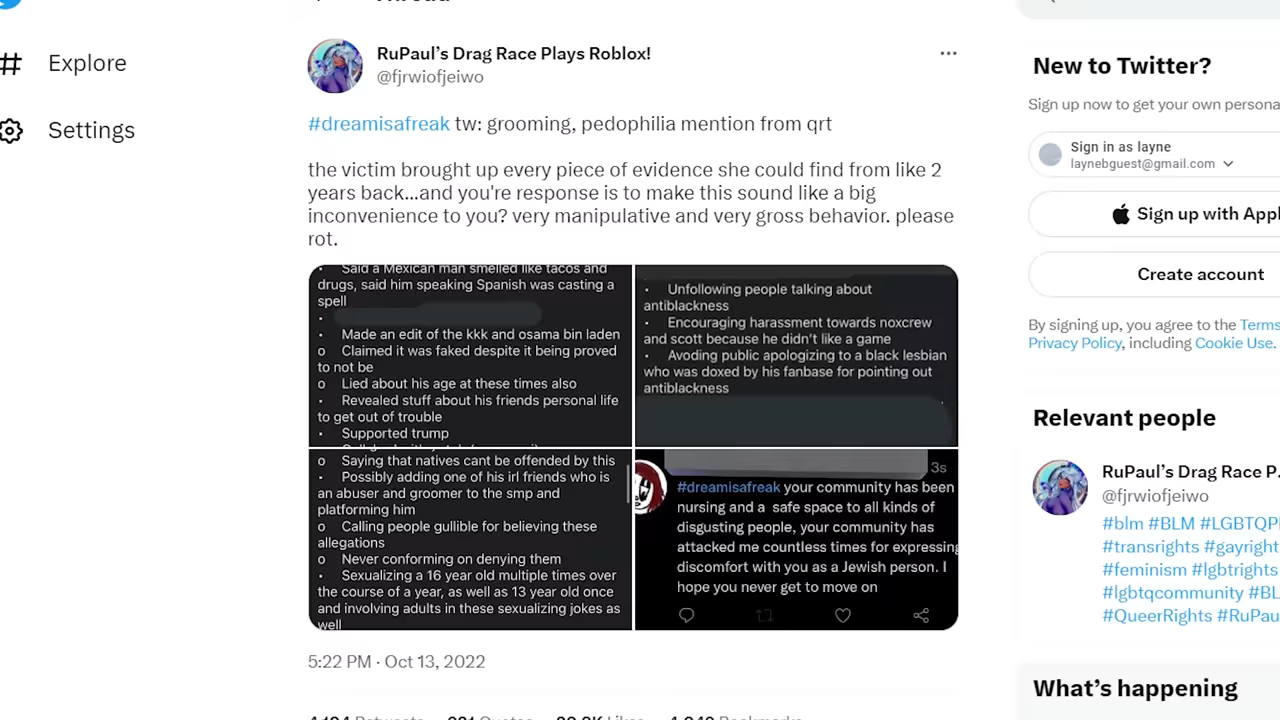 Explore
Settings
RuPaul's Drag Race Plays Roblox!
@fjrwiofjeiwo
#dreamisafreak tw: grooming, pedophilia mention from qrt
the victim brought up every piece of evidence she could find from like 2
years back...and you're response is to make this sound like a big
inconvenience to you? very manipulative and very gross behavior. please
rot.
· Said a Mexican man smelled like tacos and
drugs, said him speaking Spanish was casting a
spell
·
· Made an edit of the kkk and osama bin laden
o Claimed it was faked despite it being proved
to not be
o Lied about his age at these times also
· Revealed stuff about his friends personal life
to get out of trouble
· Supported trump
· Unfollowing people talking about
antiblackness
· Encouraging harassment towards noxcrew
and scott because he didn't like a game
· Avoding public apologizing to a black lesbian
who was doxed by his fanbase for pointing out
antiblackness
o Saying that natives cant be offended by this
· Possibly adding one of his irl friends who is
an abuser and groomer to the smp and
platforming him
o Calling people gullible for believing these
allegations
o Never conforming on denying them
· Sexualizing a 16 year old multiple times over
the course of a year, as well as 13 year old once
and involving adults in these sexualizing jokes as
well
3s
#dreamisafreak your community has been
nursing and a safe space to all kinds of
disgusting people, your community has
attacked me countless times for expressing
discomfort with you as a Jewish person. I
hope you never get to move on
5:22 PM · Oct 13, 2022
Retweets Quotes Likes Bookmarks
New to Twitter?
Sign up now to get your own persona
Sign in as layne
laynebguest@gmail.com
Sign up with Appl
Create account
By signing up, you agree to the Terms
Privacy Policy, including Cookie Use.
Relevant people
RuPaul's Drag Race P..
@fjrwiofjeiwo
#blm #BLM #LGBTQP
#transrights #gayright
#feminism #lgbtrights
#lgbtqcommunity #BL
#QueerRights #RuPau
What's happening